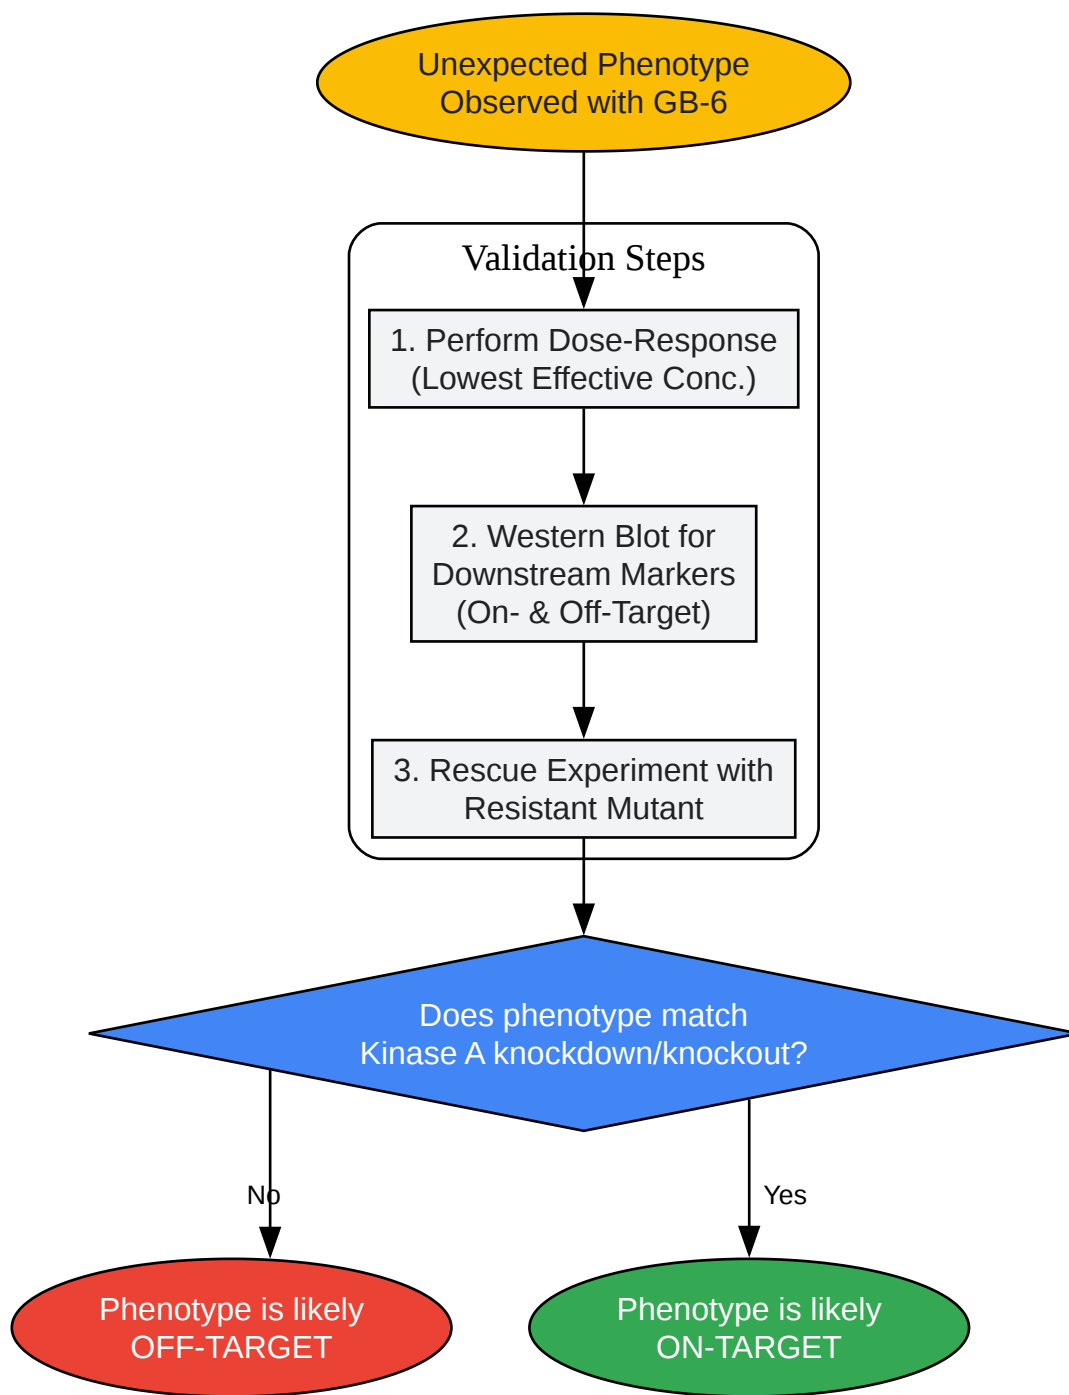 Unexpected Phenotype
Observed with GB-6
Validation Steps
1. Perform Dose-Response
(Lowest Effective Conc.)
2. Western Blot for
Downstream Markers
(On- & Off-Target)
3. Rescue Experiment with
Resistant Mutant
Does phenotype match
Kinase A knockdown/knockout?
No
Yes
Phenotype is likely
OFF-TARGET
Phenotype is likely
ON-TARGET